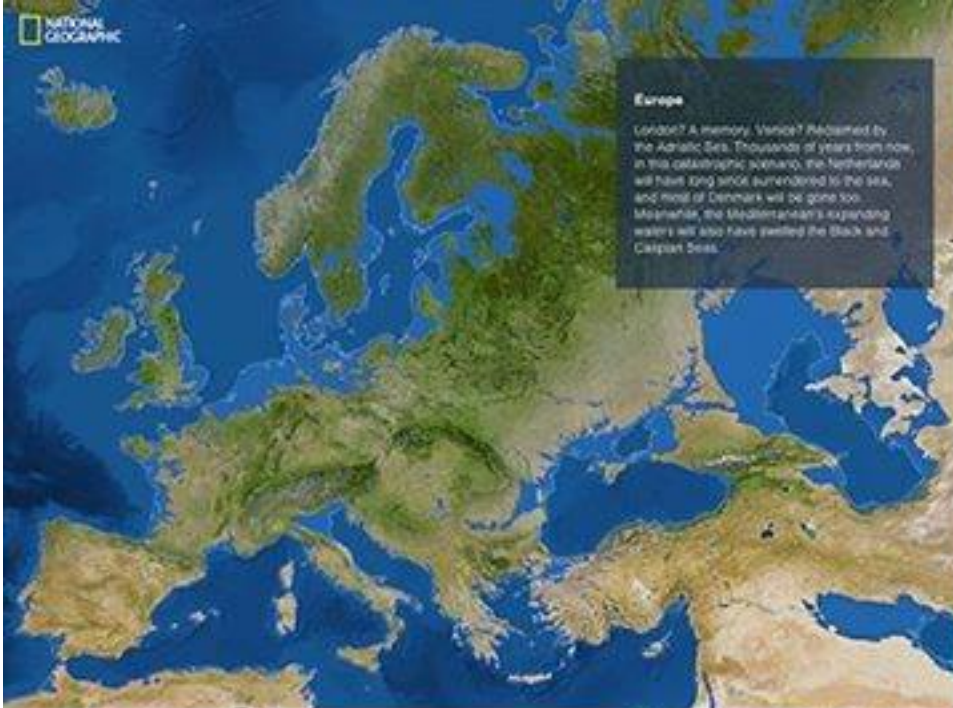 NATIONAL
GEOGRAPHIC
Europe
London? A memory. Venice? Reclaimed by
the Adriatic Sea. Thousands of years from now,
in this catastrophic scenario, the Netherlands
will have long since surrendered to the sea,
and most of Denmark will be gone too.
Meanwhile, the Mediterranean's expanding
waters will also have swelled the Black and
Caspian Seas.